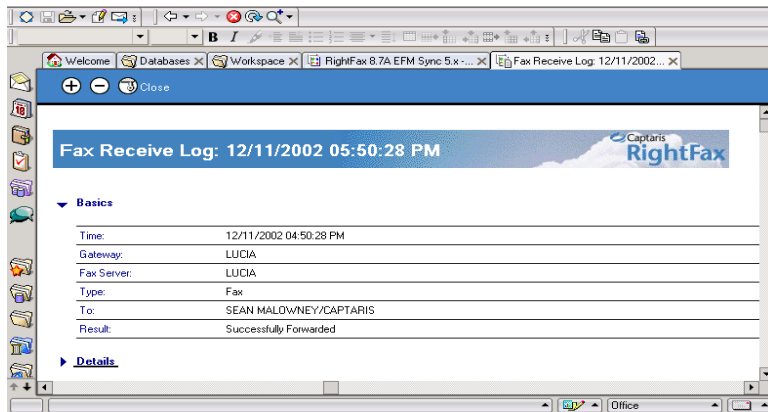 B I
Welcome Databases Workspace RightFax 8.7A EFM Sync 5.x -... Fax Receive Log: 12/11/2002...
Close
18
Fax Receive Log: 12/11/2002 05:50:28 PM
Captaris
RightFax
Basics
Time: 12/11/2002 04:50:28 PM
Gateway: LUCIA
Fax Server: LUCIA
Type: Fax
To: SEAN MALOWNEY/CAPTARIS
Result: Successfully Forwarded
Details
Office